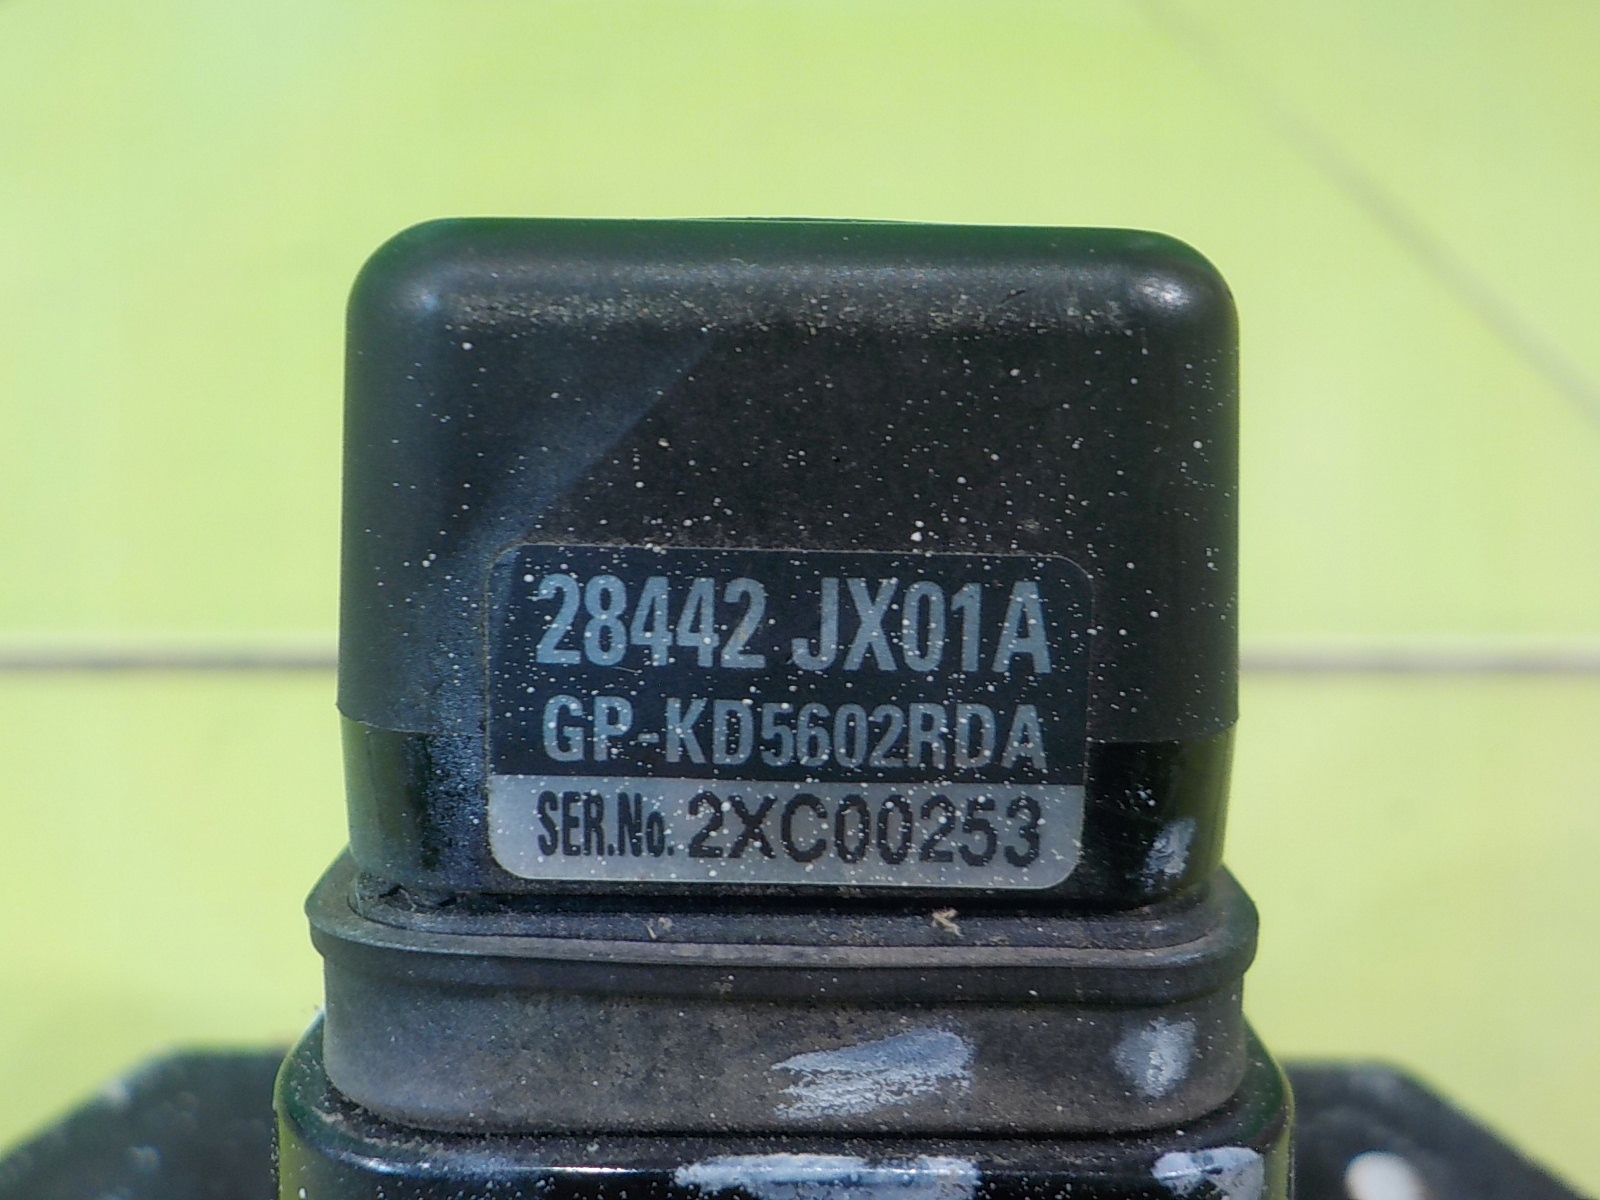 28442 JX01A
GP-KD5602RDA
SER.No. 2XC00253